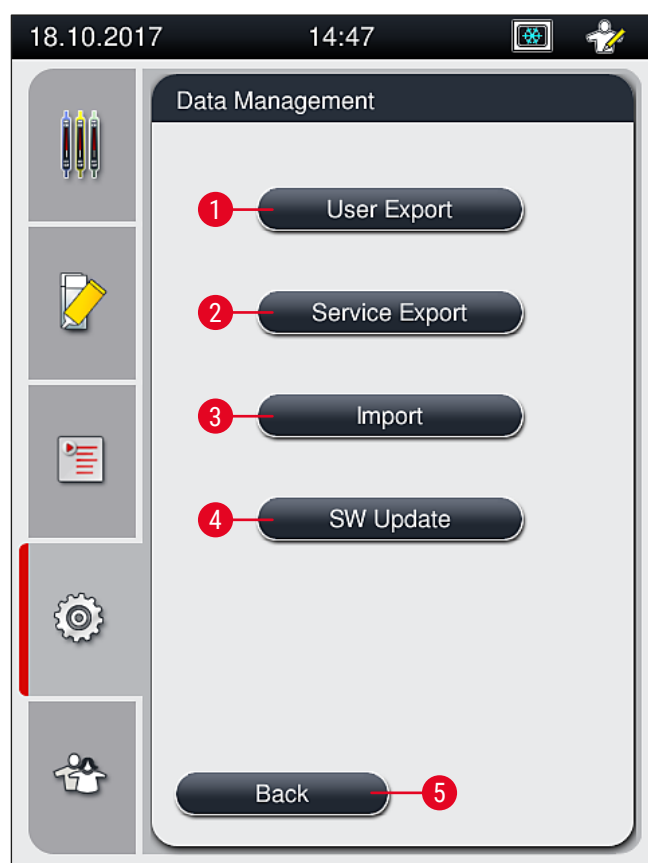 18.10.2017 14:47
Data Management
1 User Export
2 Service Export
3 Import
4 SW Update
Back 5